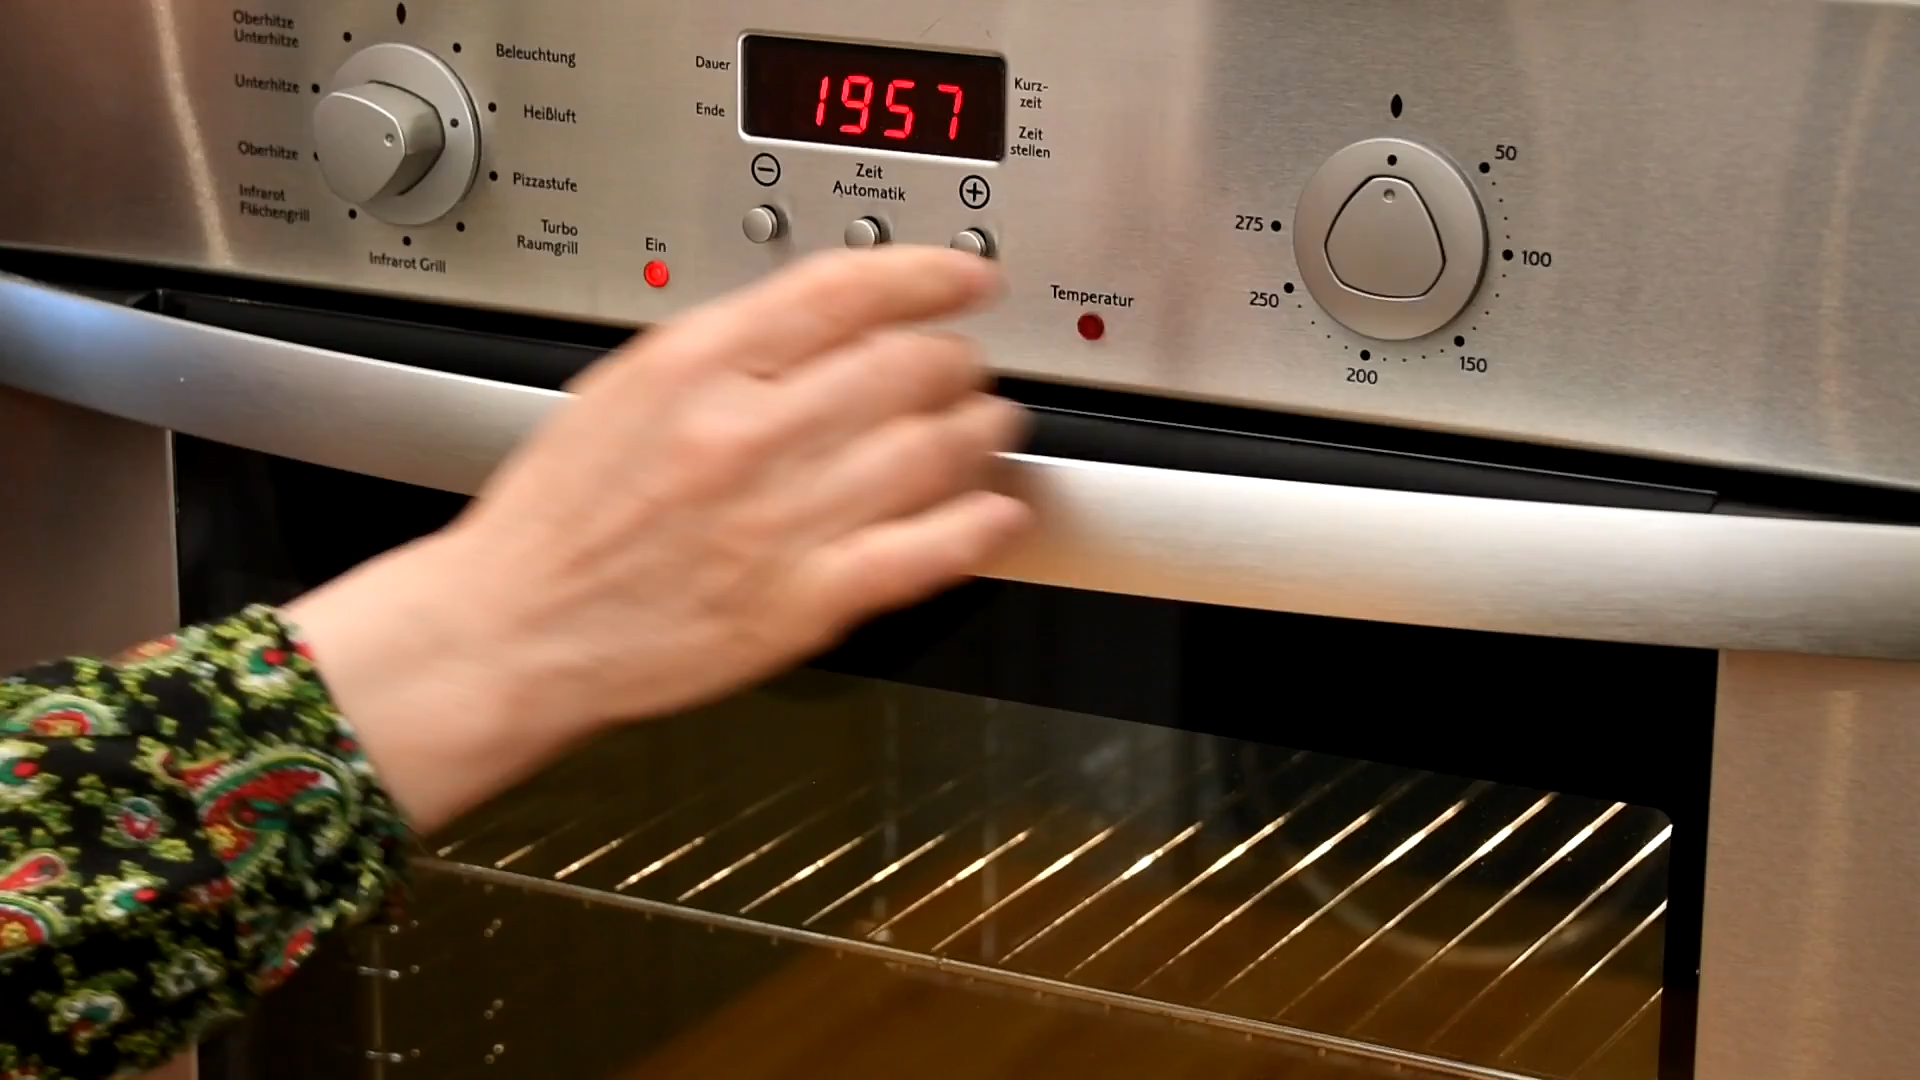 Oberhitze
Unterhitze
Unterhitze
Oberhitze
Infrarot
Flächengrill
Infrarot Grill
Beleuchtung
Heißluft
Pizzastufe
Turbo
Raumgrill
Ein
Dauer
Ende
1957
Kurz-
zeit
Zeit
stellen
Zeit
Automatik
Temperatur
50
100
150
200
250
275